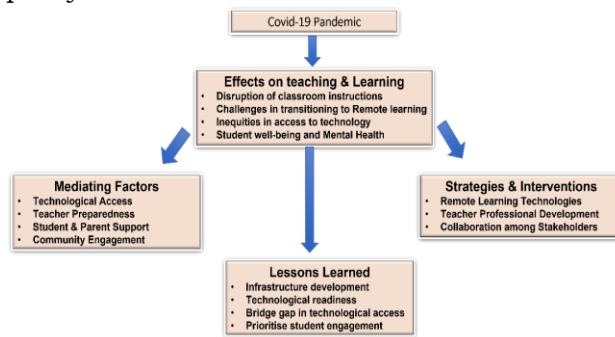 Covid-19 Pandemic
Effects on teaching & Learning
• Disruption of classroom instructions
• Challenges in transitioning to Remote learning
• Inequities in access to technology
• Student well-being and Mental Health
Mediating Factors
• Technological Access
• Teacher Preparedness
• Student & Parent Support
• Community Engagement
Strategies & Interventions
• Remote Learning Technologies
• Teacher Professional Development
• Collaboration among Stakeholders
Lessons Learned
• Infrastructure development
• Technological readiness
• Bridge gap in technological access
• Prioritise student engagement